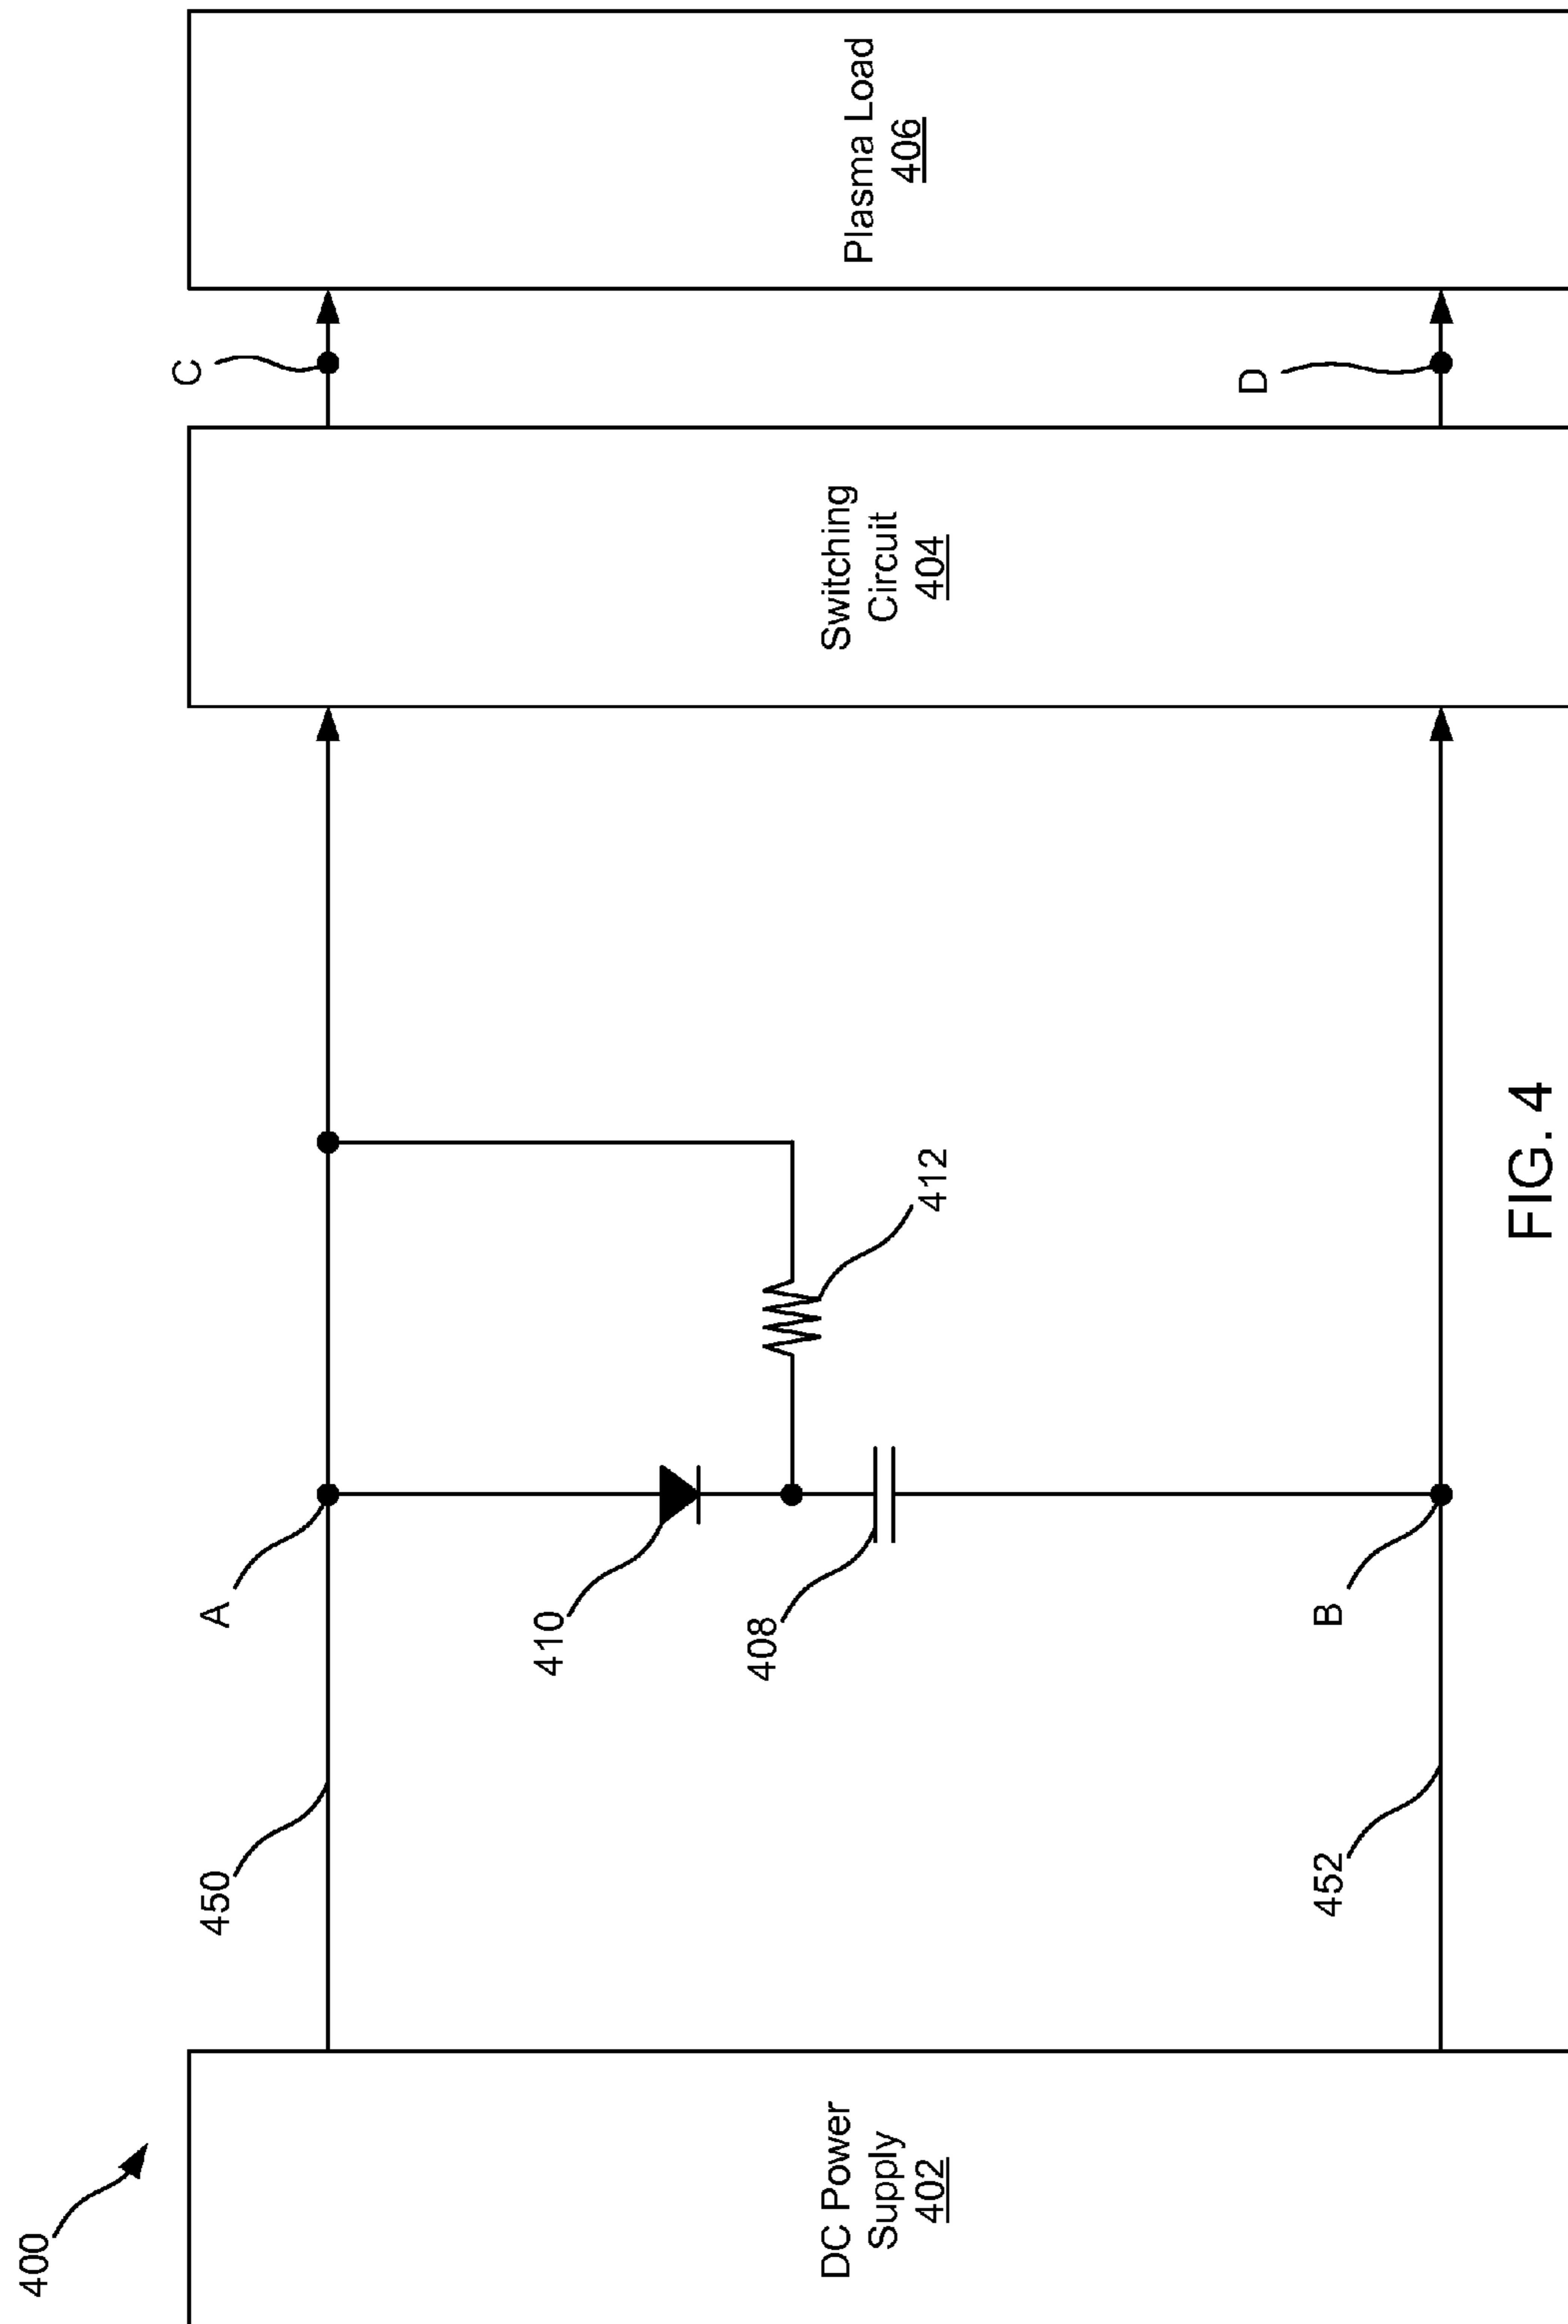 400
DC Power
Supply
402
450
452
A
B
410
408
412
Switching
Circuit
404
C
D
Plasma Load
406
FIG. 4